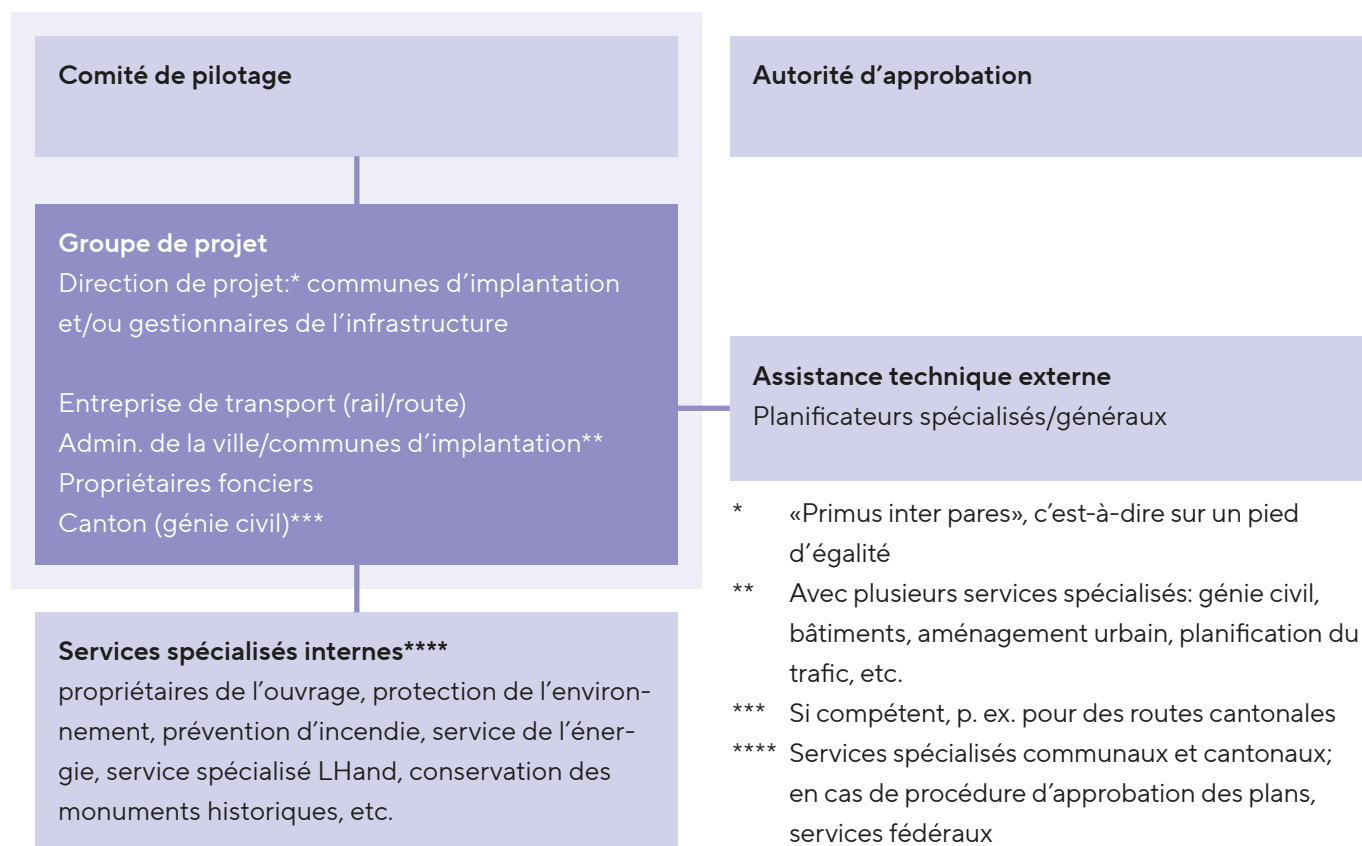 Comité de pilotage
Autorité d’approbation
Groupe de projet
Direction de projet:* communes d’implantation
et/ou gestionnaires de l’infrastructure
Entreprise de transport (rail/route)
Admin. de la ville/communes d’implantation**
Propriétaires fonciers
Canton (génie civil)***
Assistance technique externe
Planificateurs spécialisés/généraux
Services spécialisés internes****
propriétaires de l’ouvrage, protection de l’environ-
nement, prévention d’incendie, service de l’éner-
gie, service spécialisé LHand, conservation des
monuments historiques, etc.
* «Primus inter pares», c’est-à-dire sur un pied
d’égalité
** Avec plusieurs services spécialisés: génie civil,
bâtiments, aménagement urbain, planification du
trafic, etc.
*** Si compétent, p. ex. pour des routes cantonales
**** Services spécialisés communaux et cantonaux;
en cas de procédure d’approbation des plans,
services fédéraux